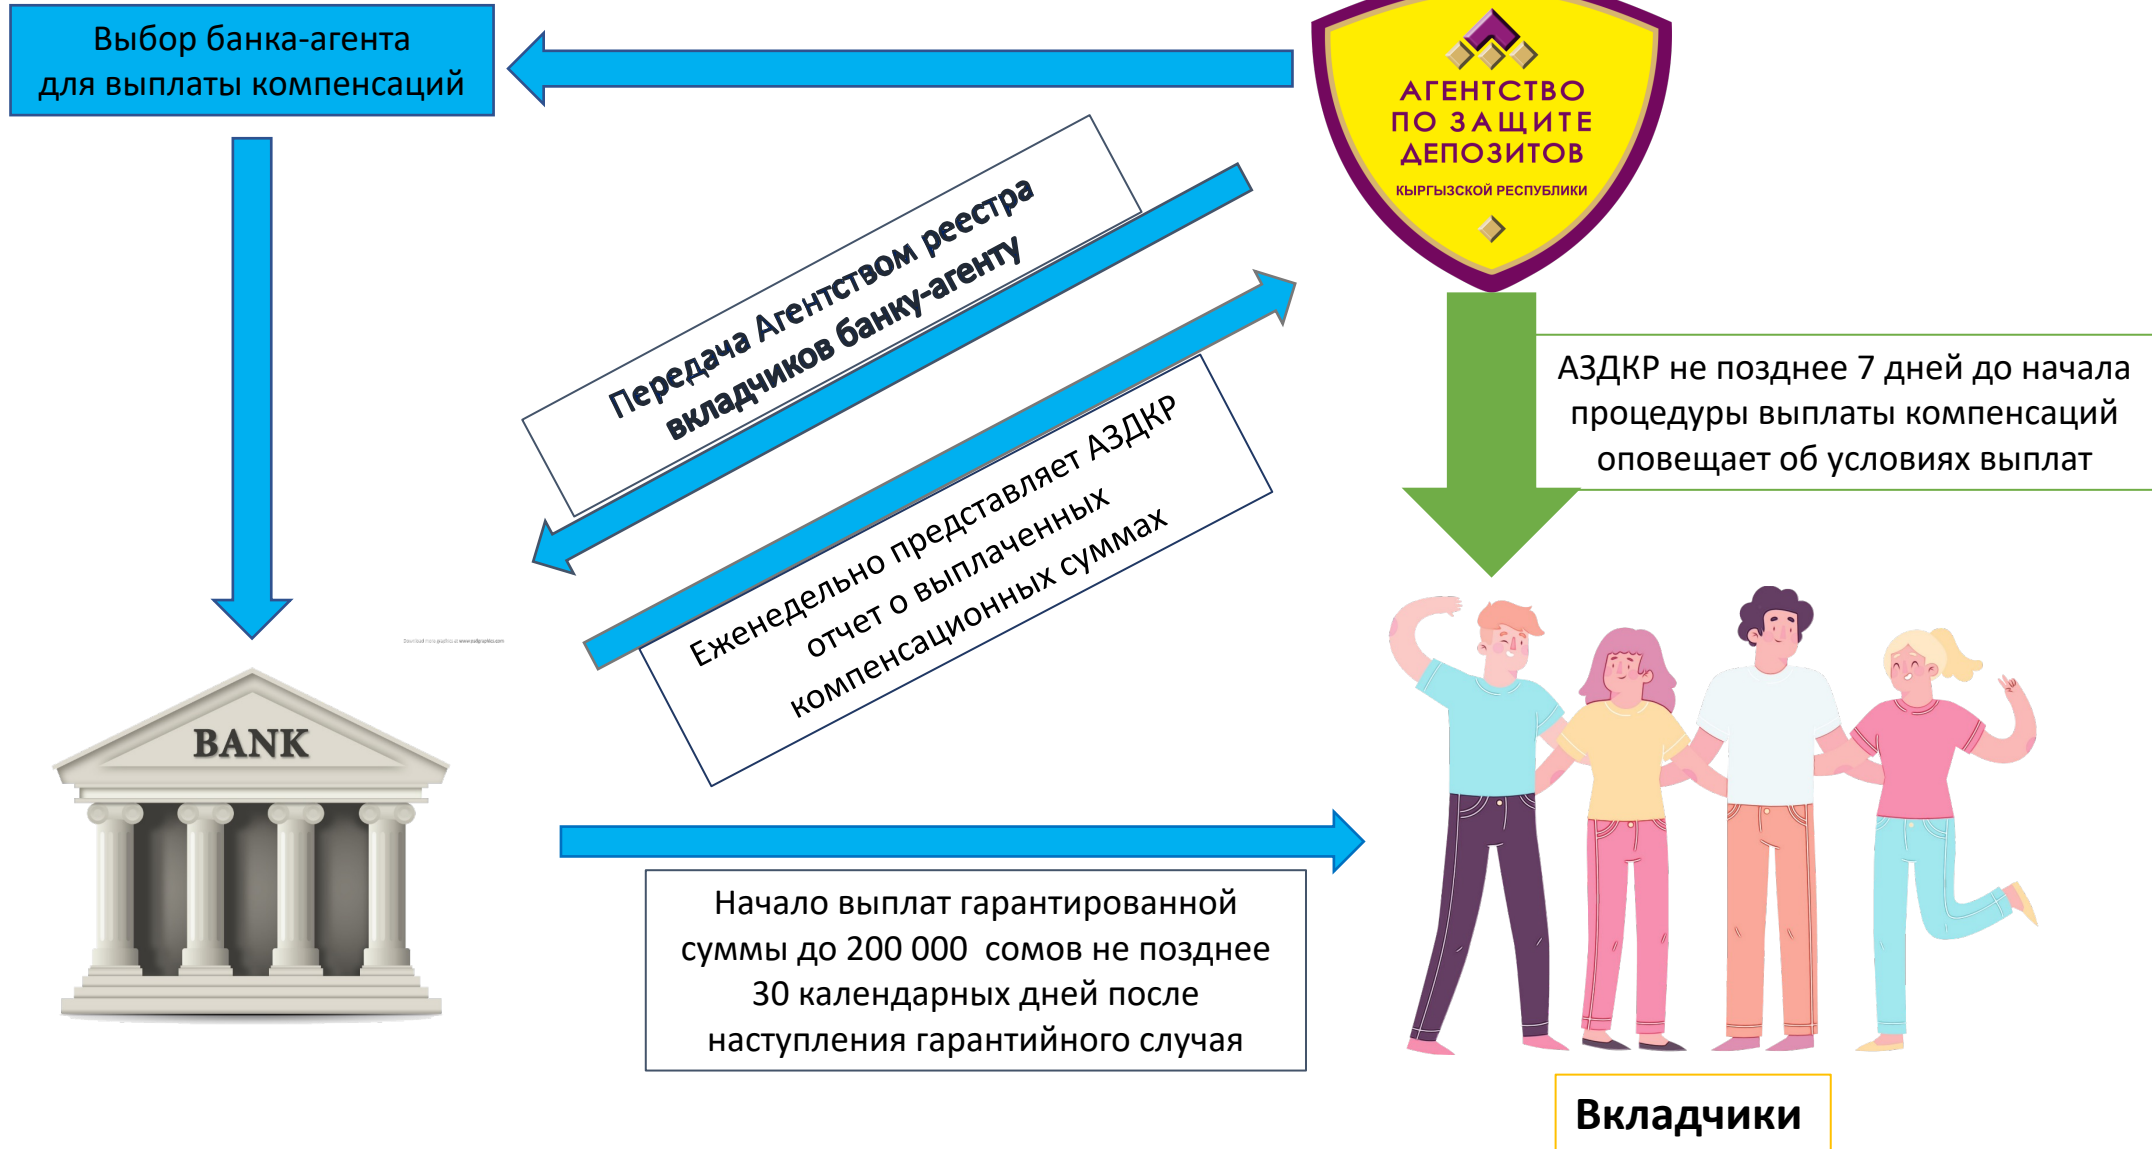 Выбор банка-агента
для выплаты компенсаций
АГЕНТСТВО
ПО ЗАЩИТЕ
ДЕПОЗИТОВ
КЫРГЫЗСКОЙ РЕСПУБЛИКИ
Передача Агентством реестра
вкладчиков банку-агенту
АЗДКР не позднее 7 дней до начала
процедуры выплаты компенсаций
оповещает об условиях выплат
Еженедельно представляет АЗДКР
отчет о выплаченных
компенсационных суммах
BANK
Начало выплат гарантированной
суммы до 200 000 сомов не позднее
30 календарных дней после
наступления гарантийного случая
Вкладчики